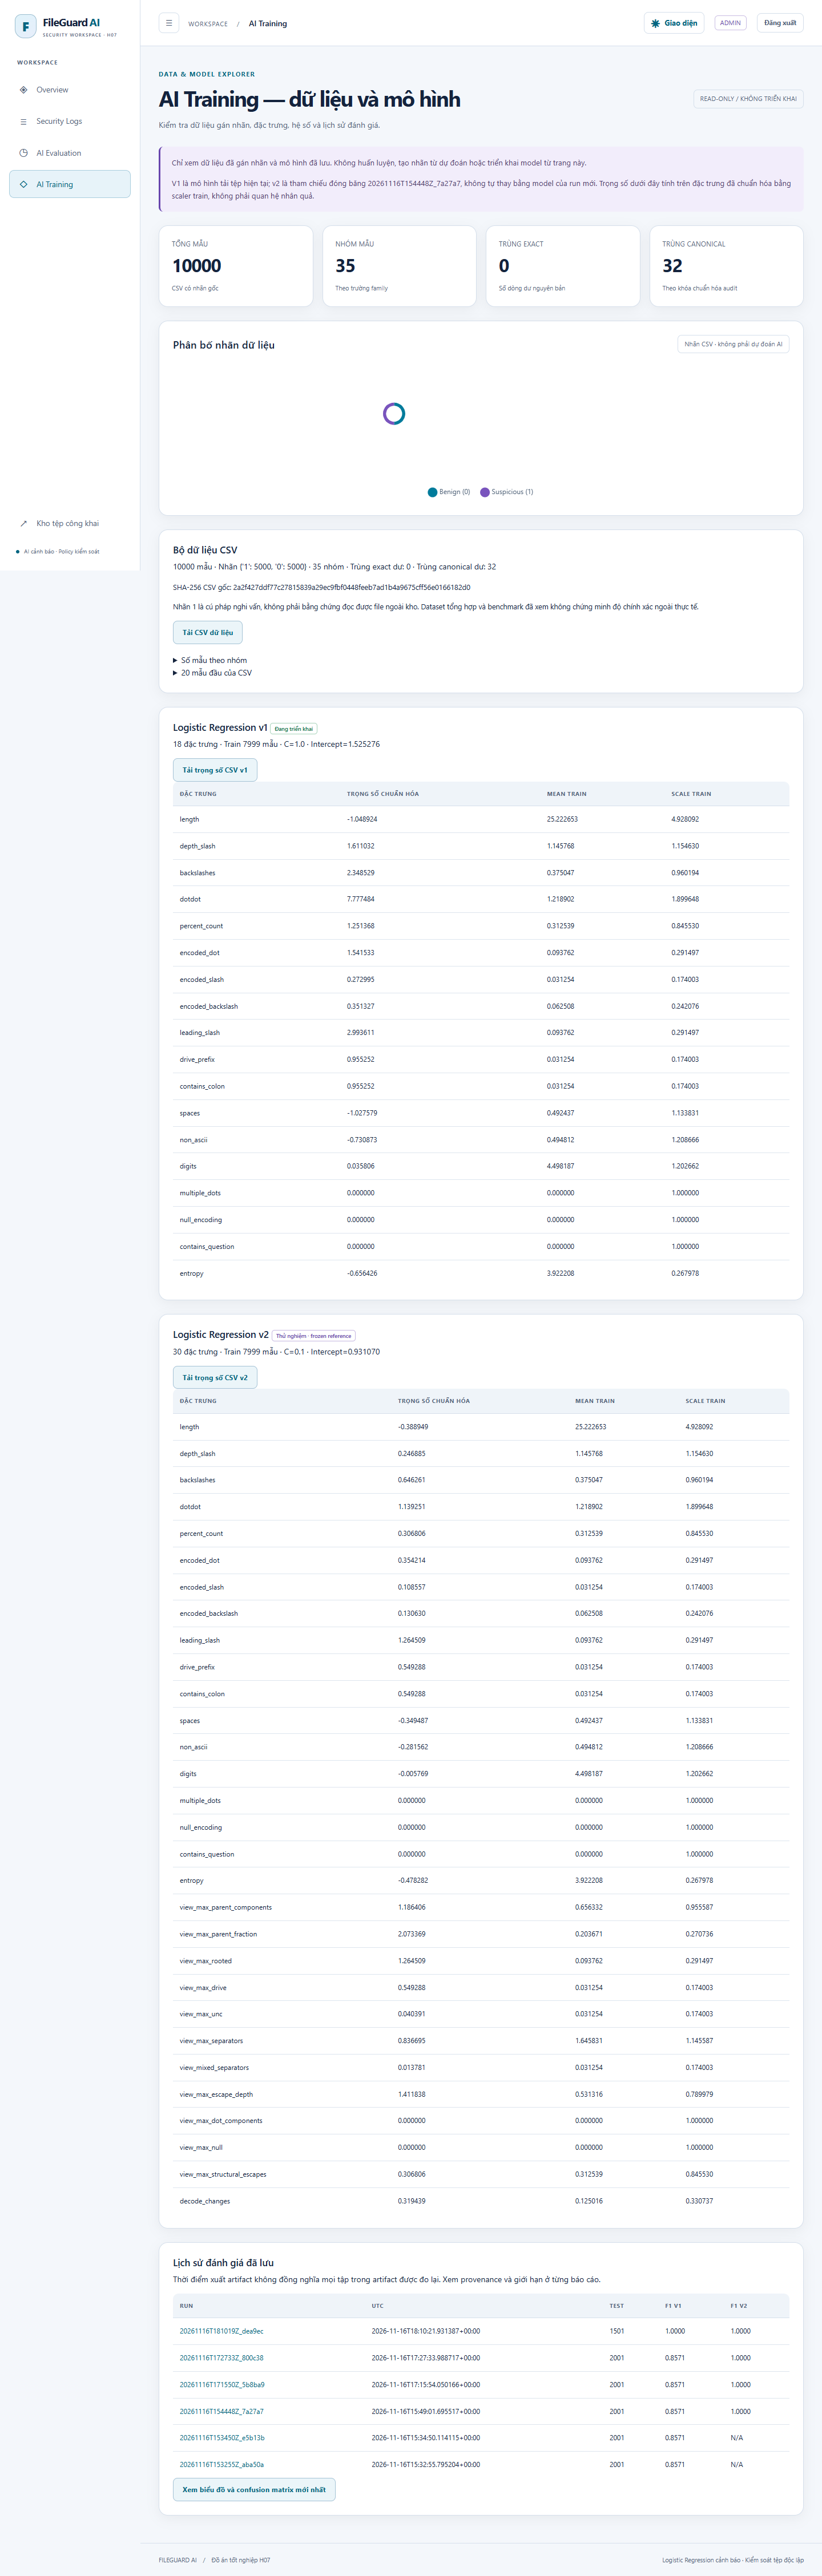 F
FileGuard AI
SECURITY WORKSPACE · H07
WORKSPACE
Overview
Security Logs
AI Evaluation
AI Training
Kho tệp công khai
AI cảnh báo · Policy kiểm soát
WORKSPACE / AI Training
Giao diện
ADMIN
Đăng xuất
DATA & MODEL EXPLORER
AI Training — dữ liệu và mô hình
READ-ONLY / KHÔNG TRIỂN KHAI
Kiểm tra dữ liệu gán nhãn, đặc trưng, hệ số và lịch sử đánh giá.
Chỉ xem dữ liệu đã gán nhãn và mô hình đã lưu. Không huấn luyện, tạo nhãn từ dự đoán hoặc triển khai model từ trang này.
V1 là mô hình tải tệp hiện tại; v2 là tham chiếu đóng băng 20261116T154448Z_7a27a7, không tự thay bằng model của run mới. Trọng số dưới đây tính trên đặc trưng đã chuẩn hóa bằng
scaler train, không phải quan hệ nhân quả.
TỔNG MẪU
10000
CSV có nhãn gốc
NHÓM MẪU
35
Theo trường family
TRÙNG EXACT
0
Số dòng dư nguyên bản
TRÙNG CANONICAL
32
Theo khóa chuẩn hóa audit
Phân bố nhãn dữ liệu
Nhãn CSV · không phải dự đoán AI
Benign (0) Suspicious (1)
Bộ dữ liệu CSV
10000 mẫu · Nhãn {'1': 5000, '0': 5000} · 35 nhóm · Trùng exact dư: 0 · Trùng canonical dư: 32
SHA-256 CSV gốc: 2a2f427ddf77c27815839a29ec9fbf0448feeb7ad1b4a9675cff56e0166182d0
Nhãn 1 là cú pháp nghi vấn, không phải bằng chứng đọc được file ngoài kho. Dataset tổng hợp và benchmark đã xem không chứng minh độ chính xác ngoài thực tế.
Tải CSV dữ liệu
▶ Số mẫu theo nhóm
▶ 20 mẫu đầu của CSV
Logistic Regression v1 Đang triển khai
18 đặc trưng · Train 7999 mẫu · C=1.0 · Intercept=1.525276
Tải trọng số CSV v1
ĐẶC TRƯNG TRỌNG SỐ CHUẨN HÓA MEAN TRAIN SCALE TRAIN
length -1.048924 25.222653 4.928092
depth_slash 1.611032 1.145768 1.154630
backslashes 2.348529 0.375047 0.960194
dotdot 7.777484 1.218902 1.899648
percent_count 1.251368 0.312539 0.845530
encoded_dot 1.541533 0.093762 0.291497
encoded_slash 0.272995 0.031254 0.174003
encoded_backslash 0.351327 0.062508 0.242076
leading_slash 2.993611 0.093762 0.291497
drive_prefix 0.955252 0.031254 0.174003
contains_colon 0.955252 0.031254 0.174003
spaces -1.027579 0.492437 1.133831
non_ascii -0.730873 0.494812 1.208666
digits 0.035806 4.498187 1.202662
multiple_dots 0.000000 0.000000 1.000000
null_encoding 0.000000 0.000000 1.000000
contains_question 0.000000 0.000000 1.000000
entropy -0.656426 3.922208 0.267978
Logistic Regression v2 Thử nghiệm · frozen reference
30 đặc trưng · Train 7999 mẫu · C=0.1 · Intercept=0.931070
Tải trọng số CSV v2
ĐẶC TRƯNG TRỌNG SỐ CHUẨN HÓA MEAN TRAIN SCALE TRAIN
length -0.388949 25.222653 4.928092
depth_slash 0.246885 1.145768 1.154630
backslashes 0.646261 0.375047 0.960194
dotdot 1.139251 1.218902 1.899648
percent_count 0.306806 0.312539 0.845530
encoded_dot 0.354214 0.093762 0.291497
encoded_slash 0.108557 0.031254 0.174003
encoded_backslash 0.130630 0.062508 0.242076
leading_slash 1.264509 0.093762 0.291497
drive_prefix 0.549288 0.031254 0.174003
contains_colon 0.549288 0.031254 0.174003
spaces -0.349487 0.492437 1.133831
non_ascii -0.281562 0.494812 1.208666
digits -0.005769 4.498187 1.202662
multiple_dots 0.000000 0.000000 1.000000
null_encoding 0.000000 0.000000 1.000000
contains_question 0.000000 0.000000 1.000000
entropy -0.478282 3.922208 0.267978
view_max_parent_components 1.186406 0.656332 0.955587
view_max_parent_fraction 2.073369 0.203671 0.270736
view_max_rooted 1.264509 0.093762 0.291497
view_max_drive 0.549288 0.031254 0.174003
view_max_unc 0.040391 0.031254 0.174003
view_max_separators 0.836695 1.645831 1.145587
view_mixed_separators 0.013781 0.031254 0.174003
view_max_escape_depth 1.411838 0.531316 0.789979
view_max_dot_components 0.000000 0.000000 1.000000
view_max_null 0.000000 0.000000 1.000000
view_max_structural_escapes 0.306806 0.312539 0.845530
decode_changes 0.319439 0.125016 0.330737
Lịch sử đánh giá đã lưu
Thời điểm xuất artifact không đồng nghĩa mọi tập trong artifact được đo lại. Xem provenance và giới hạn ở từng báo cáo.
RUN UTC TEST F1 V1 F1 V2
20261116T181019Z_dea9ec 2026-11-16T18:10:21.931387+00:00 1501 1.0000 1.0000
20261116T172733Z_800c38 2026-11-16T17:27:33.988717+00:00 2001 0.8571 1.0000
20261116T171550Z_5b8ba9 2026-11-16T17:15:54.050166+00:00 2001 0.8571 1.0000
20261116T154448Z_7a27a7 2026-11-16T15:49:01.695517+00:00 2001 0.8571 1.0000
20261116T153450Z_e5b13b 2026-11-16T15:34:50.114115+00:00 2001 0.8571 N/A
20261116T153255Z_aba50a 2026-11-16T15:32:55.795204+00:00 2001 0.8571 N/A
Xem biểu đồ và confusion matrix mới nhất
FILEGUARD AI / Đồ án tốt nghiệp H07
Logistic Regression cảnh báo · Kiểm soát tệp độc lập